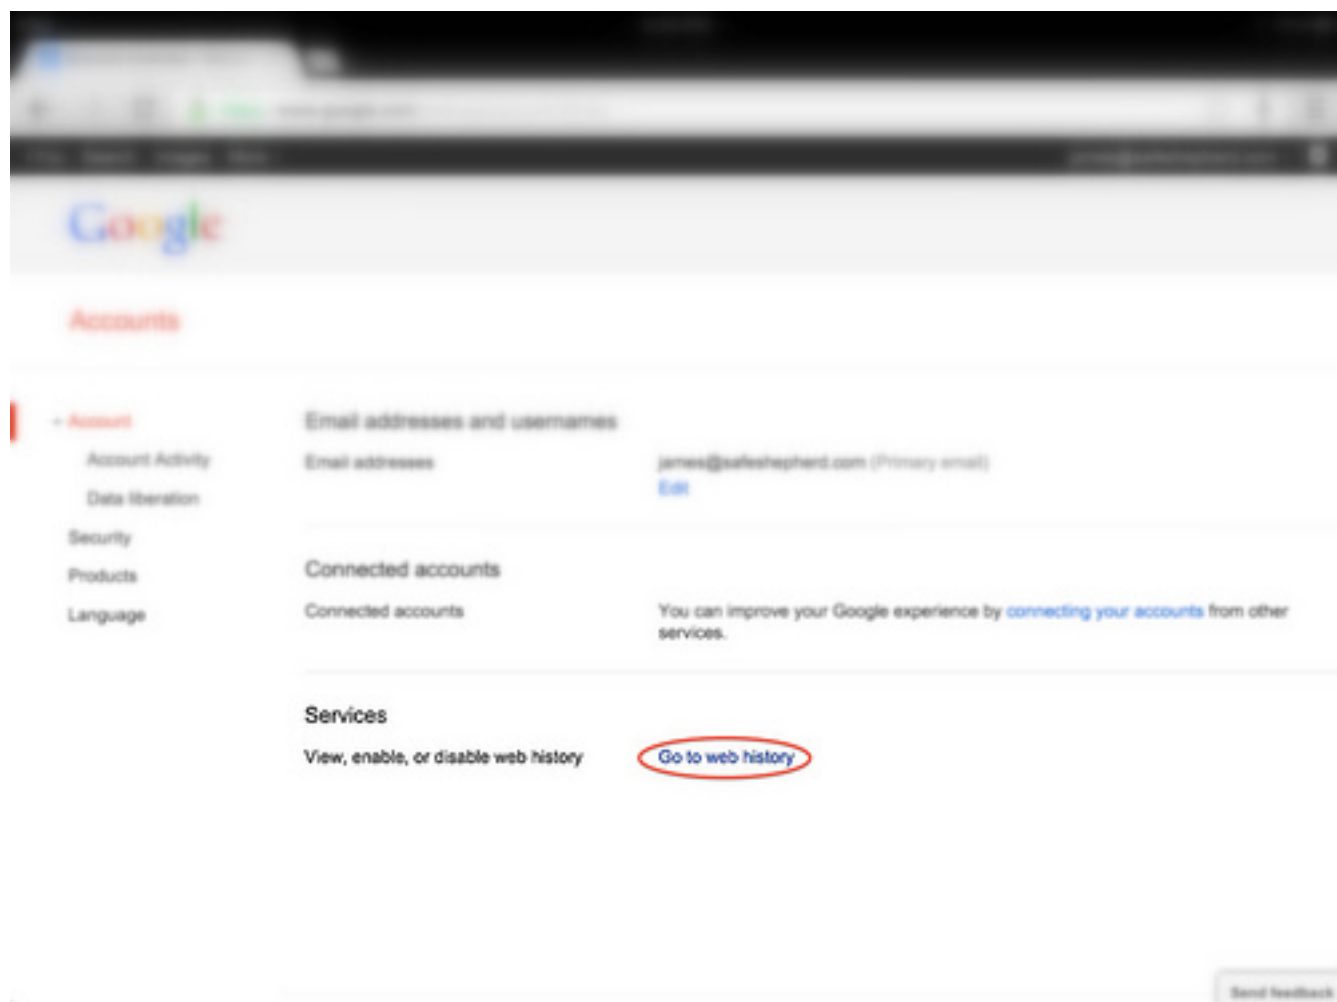 Google
Accounts
Account
Account Activity
Data liberation
Security
Products
Language
Email addresses and usernames
Email addresses
james@safeshepherd.com (Primary email)
Edit
Connected accounts
Connected accounts
You can improve your Google experience by connecting your accounts from other
services.
Services
View, enable, or disable web history
Go to web history
Send feedback